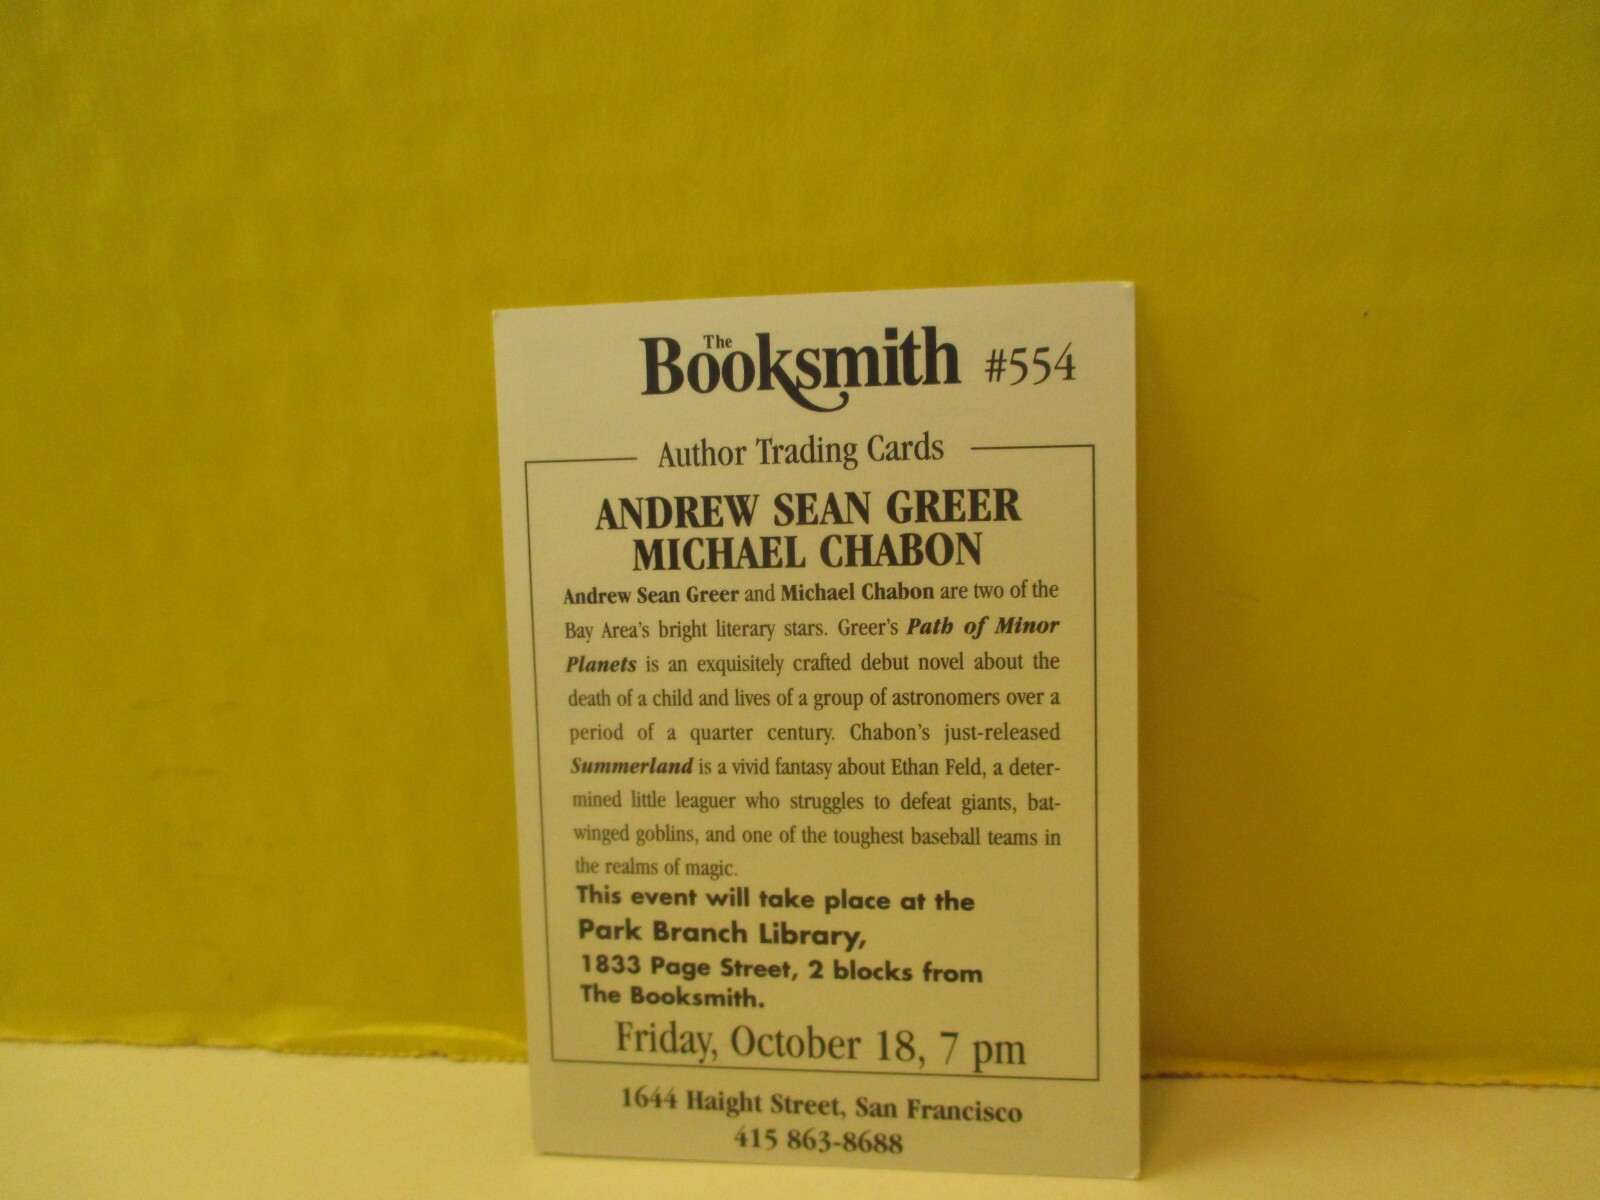 The Booksmith #554
Author Trading Cards
ANDREW SEAN GREER
MICHAEL CHABON
Andrew Sean Greer and Michael Chabon are two of the
Bay Area's bright literary stars. Greer's Path of Minor
Planets is an exquisitely crafted debut novel about the
death of a child and lives of a group of astronomers over a
period of a quarter century. Chabon's just-released
Summerland is a vivid fantasy about Ethan Feld, a deter-
mined little leaguer who struggles to defeat giants, bat-
winged goblins, and one of the toughest baseball teams in
the realms of magic.
This event will take place at the
Park Branch Library,
1833 Page Street, 2 blocks from
The Booksmith.
Friday, October 18, 7 pm
1644 Haight Street, San Francisco
415 863-8688